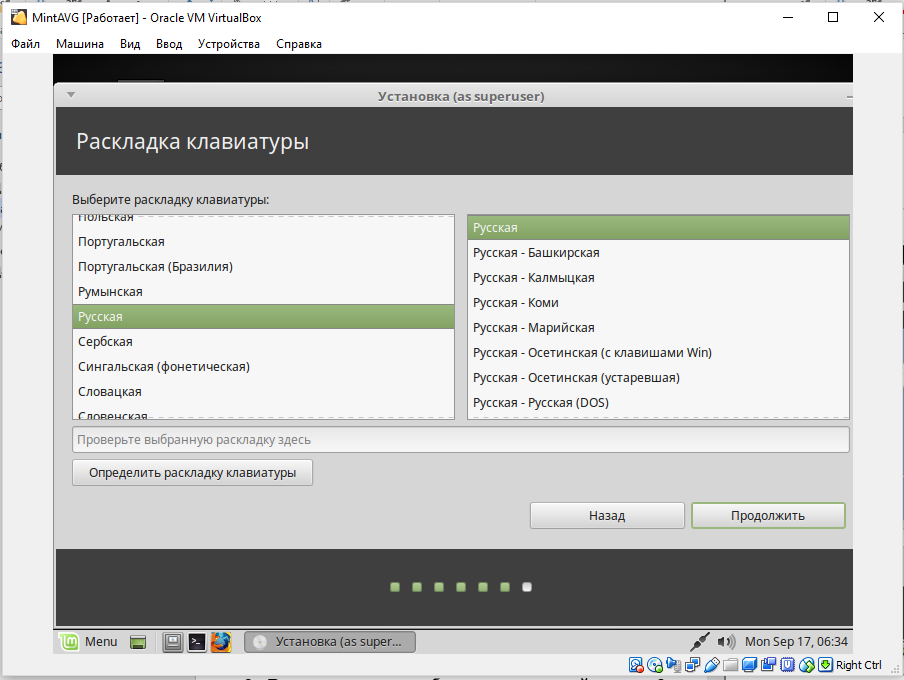 MintAVG [Работает] - Oracle VM VirtualBox
Файл Машина Вид Ввод Устройства Справка
Установка (as superuser)
Раскладка клавиатуры
Выберите раскладку клавиатуры:
Польская
Португальская
Португальская (Бразилия)
Румынская
Русская
Сербская
Сингальская (фонетическая)
Словацкая
Словенская
Русская
Русская - Башкирская
Русская - Калмыцкая
Русская - Коми
Русская - Марийская
Русская - Осетинская (с клавишами Win)
Русская - Осетинская (устаревшая)
Русская - Русская (DOS)
Проверьте выбранную раскладку здесь
Определить раскладку клавиатуры
Назад Продолжить
Menu Установка (as super... Mon Sep 17, 06:34
Right Ctrl